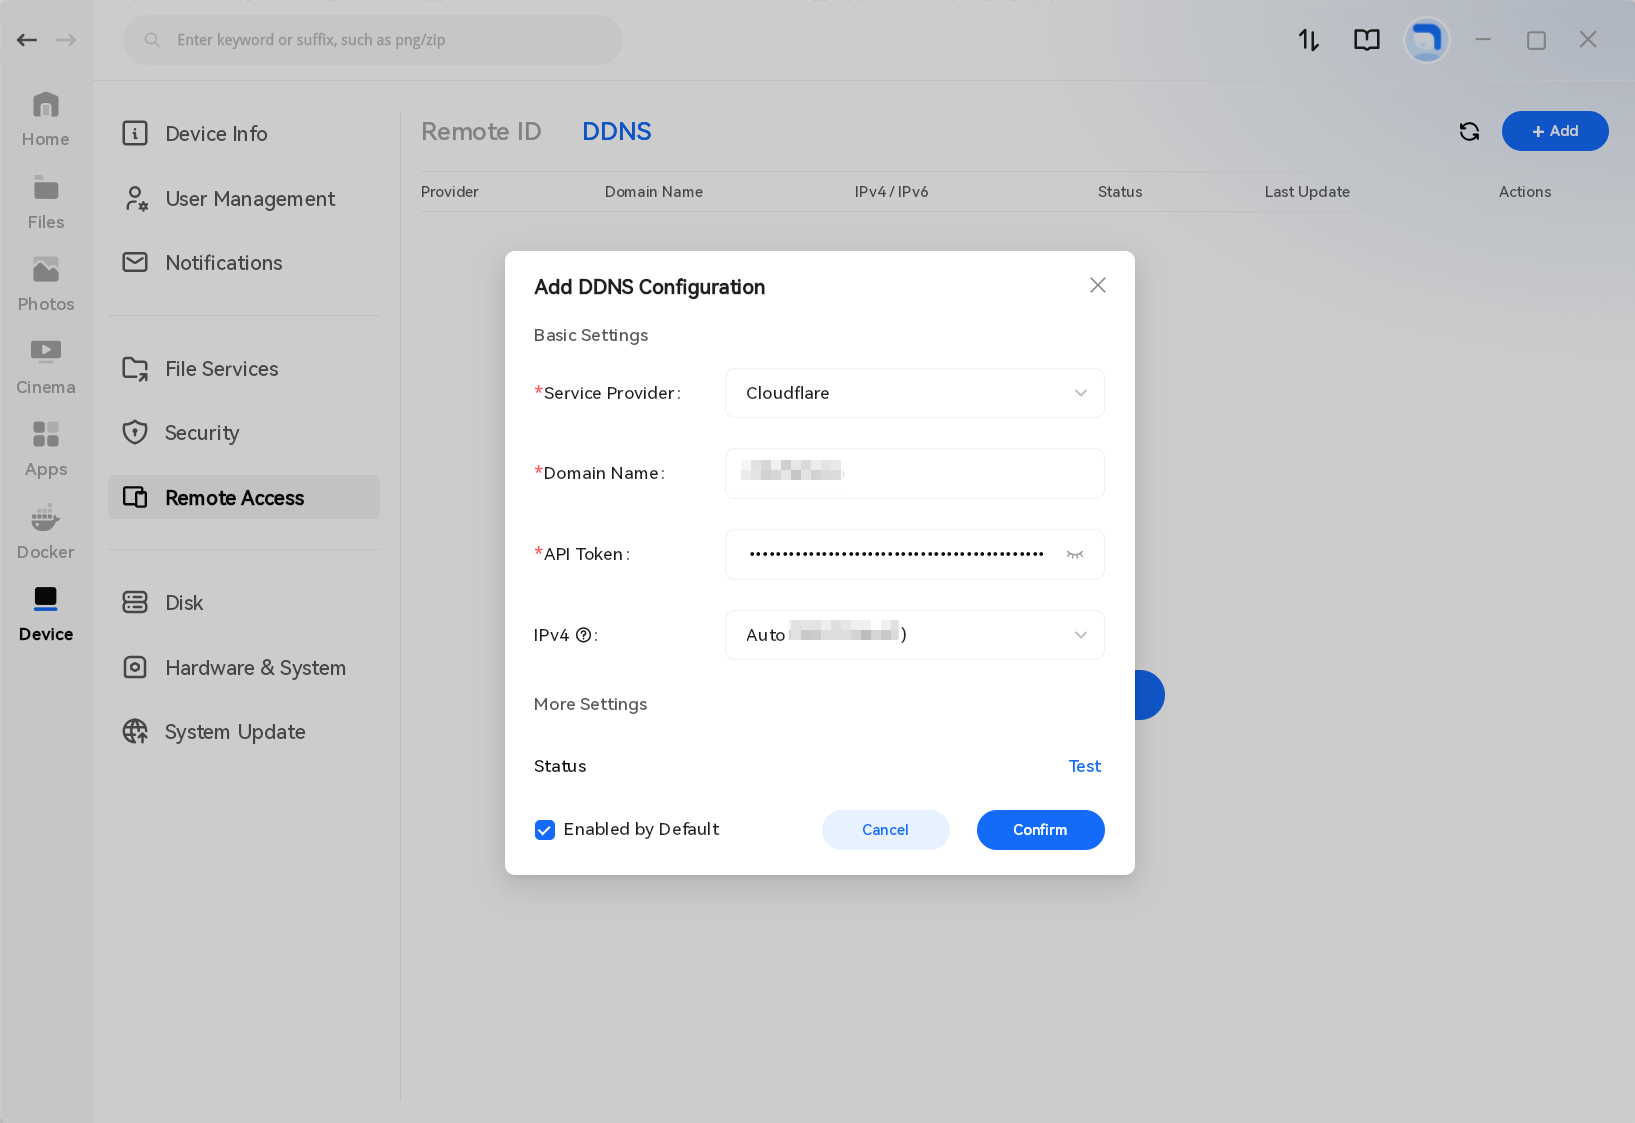 Enter keyword or suffix, such as png/zip
Home
Files
Photos
Cinema
Apps
Docker
Device
Device Info
User Management
Notifications
File Services
Security
Remote Access
Disk
Hardware & System
System Update
Remote ID DDNS
+ Add
Provider Domain Name IPv4 / IPv6 Status Last Update Actions
Add DDNS Configuration
Basic Settings
*Service Provider: Cloudflare
*Domain Name:
*API Token: •••••••••••••••••••••••••••••••••••••••••••••
IPv4 ?: Auto )
More Settings
Status Test
Enabled by Default Cancel Confirm